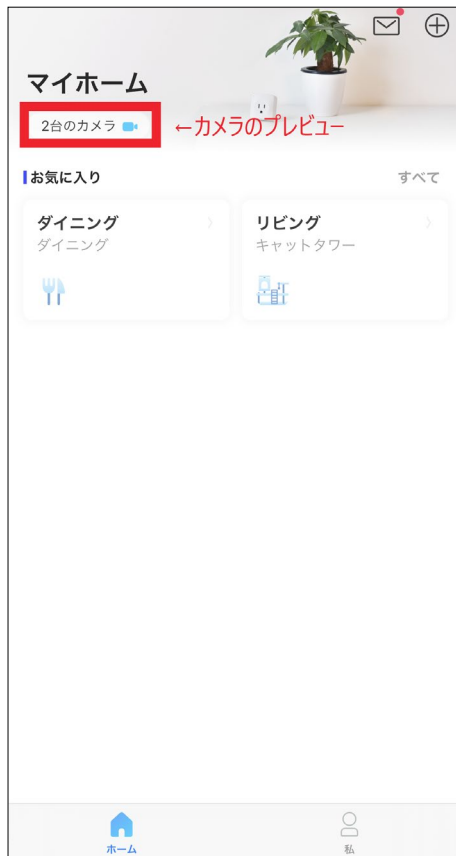 マイホーム
2台のカメラ
←カメラのプレビュー
お気に入り
すべて
ダイニング
ダイニング
リビング
キャットタワー
ホーム
私